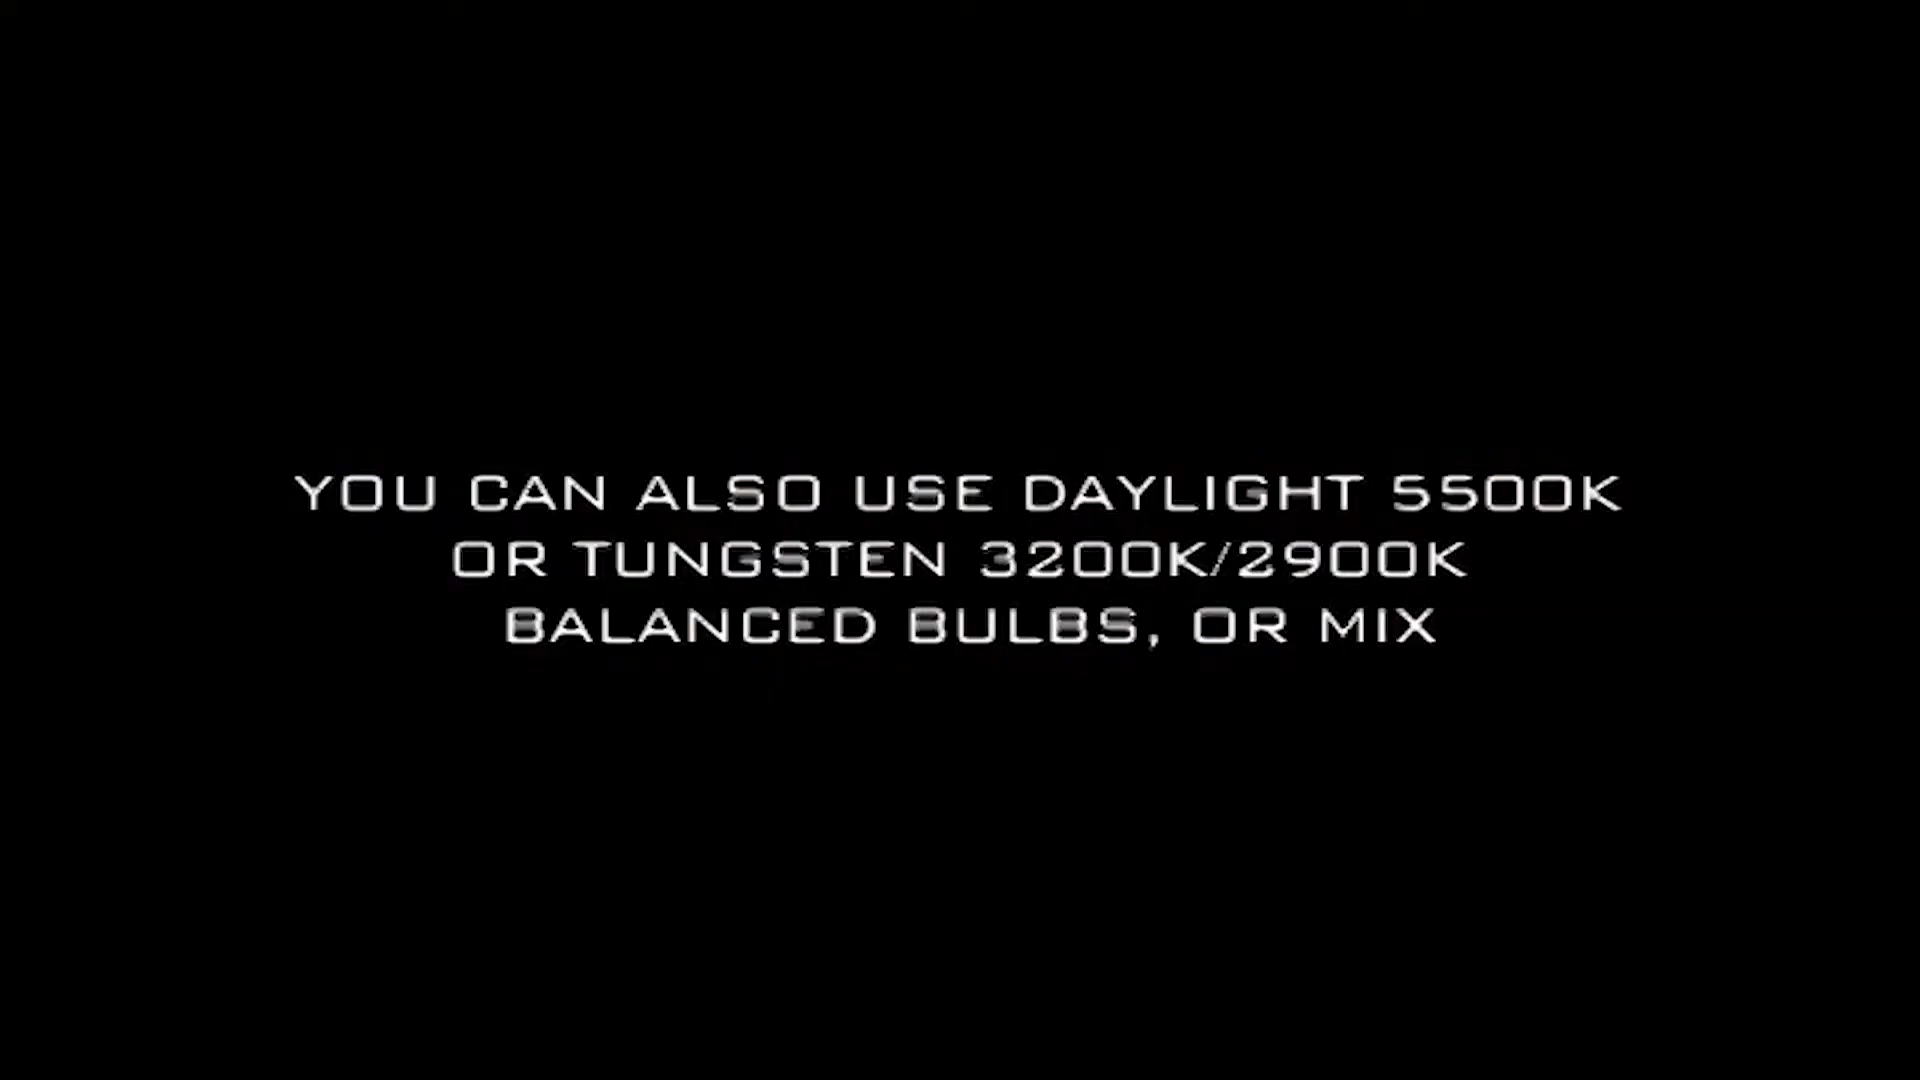 YOU CAN ALSO USE DAYLIGHT 5500K
OR TUNGSTEN 3200K/2900K
BALANCED BULBS, OR MIX